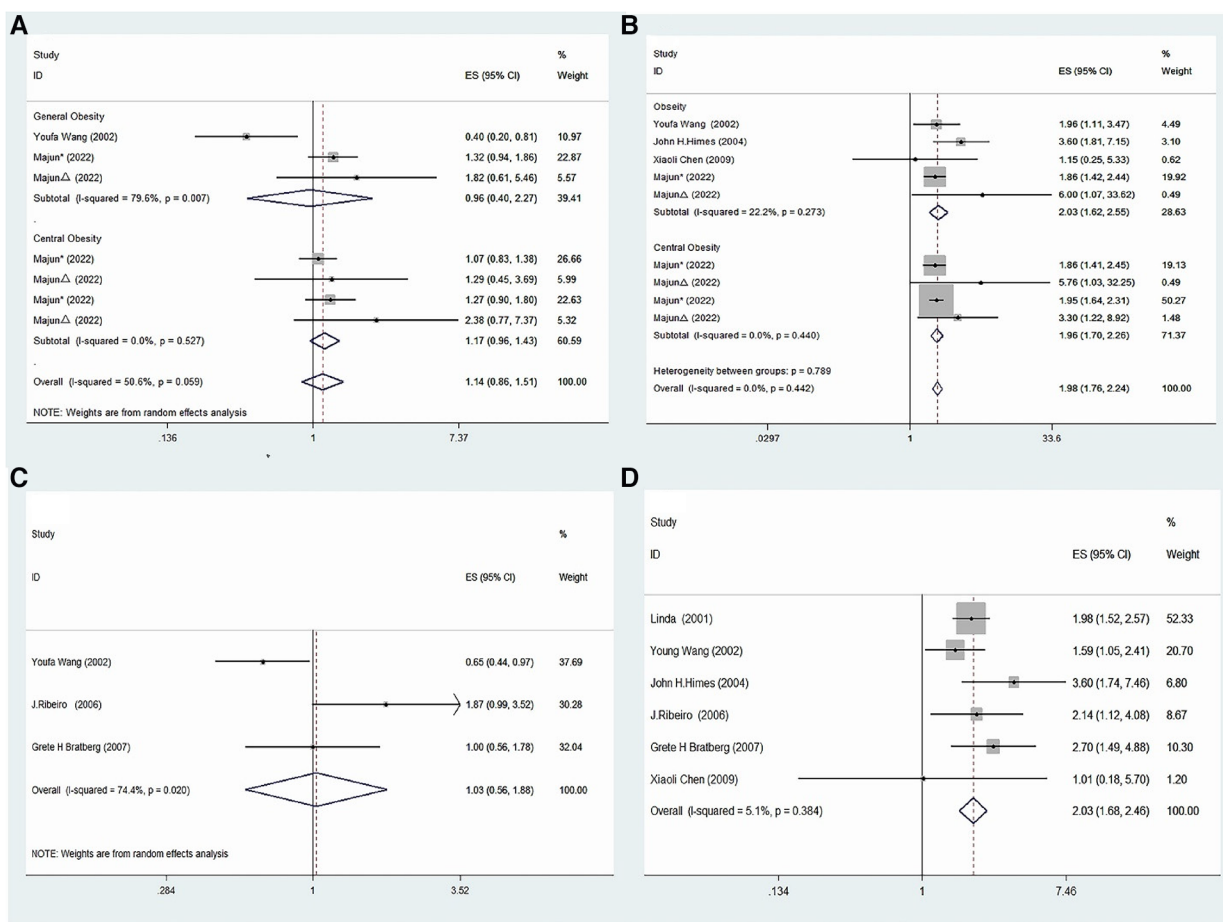 A
Study %
ID ES (95% CI) Weight
General Obesity
Youfa Wang (2002) 0.40 (0.20, 0.81) 10.97
Majun* (2022) 1.32 (0.94, 1.86) 22.87
Majun△ (2022) 1.82 (0.61, 5.46) 5.57
Subtotal (I-squared = 79.6%, p = 0.007) 0.96 (0.40, 2.27) 39.41
.
Central Obesity
Majun* (2022) 1.07 (0.83, 1.38) 26.66
Majun△ (2022) 1.29 (0.45, 3.69) 5.99
Majun* (2022) 1.27 (0.90, 1.80) 22.63
Majun△ (2022) 2.38 (0.77, 7.37) 5.32
Subtotal (I-squared = 0.0%, p = 0.527) 1.17 (0.96, 1.43) 60.59
.
Overall (I-squared = 50.6%, p = 0.059) 1.14 (0.86, 1.51) 100.00
NOTE: Weights are from random effects analysis
.136 1 7.37
B
Study %
ID ES (95% CI) Weight
Obseity
Youfa Wang (2002) 1.96 (1.11, 3.47) 4.49
John H.Himes (2004) 3.60 (1.81, 7.15) 3.10
Xiaoli Chen (2009) 1.15 (0.25, 5.33) 0.62
Majun* (2022) 1.86 (1.42, 2.44) 19.92
Majun△ (2022) 6.00 (1.07, 33.62) 0.49
Subtotal (I-squared = 22.2%, p = 0.273) 2.03 (1.62, 2.55) 28.63
Central Obesity
Majun* (2022) 1.86 (1.41, 2.45) 19.13
Majun△ (2022) 5.76 (1.03, 32.25) 0.49
Majun* (2022) 1.95 (1.64, 2.31) 50.27
Majun△ (2022) 3.30 (1.22, 8.92) 1.48
Subtotal (I-squared = 0.0%, p = 0.440) 1.96 (1.70, 2.26) 71.37
Heterogeneity between groups: p = 0.789
Overall (I-squared = 0.0%, p = 0.442) 1.98 (1.76, 2.24) 100.00
.0297 1 33.6
C
Study %
ID ES (95% CI) Weight
Youfa Wang (2002) 0.65 (0.44, 0.97) 37.69
J.Ribeiro (2006) 1.87 (0.99, 3.52) 30.28
Grete H Bratberg (2007) 1.00 (0.56, 1.78) 32.04
Overall (I-squared = 74.4%, p = 0.020) 1.03 (0.56, 1.88) 100.00
NOTE: Weights are from random effects analysis
.284 1 3.52
D
Study %
ID ES (95% CI) Weight
Linda (2001) 1.98 (1.52, 2.57) 52.33
Young Wang (2002) 1.59 (1.05, 2.41) 20.70
John H.Himes (2004) 3.60 (1.74, 7.46) 6.80
J.Ribeiro (2006) 2.14 (1.12, 4.08) 8.67
Grete H Bratberg (2007) 2.70 (1.49, 4.88) 10.30
Xiaoli Chen (2009) 1.01 (0.18, 5.70) 1.20
Overall (I-squared = 5.1%, p = 0.384) 2.03 (1.68, 2.46) 100.00
.134 1 7.46